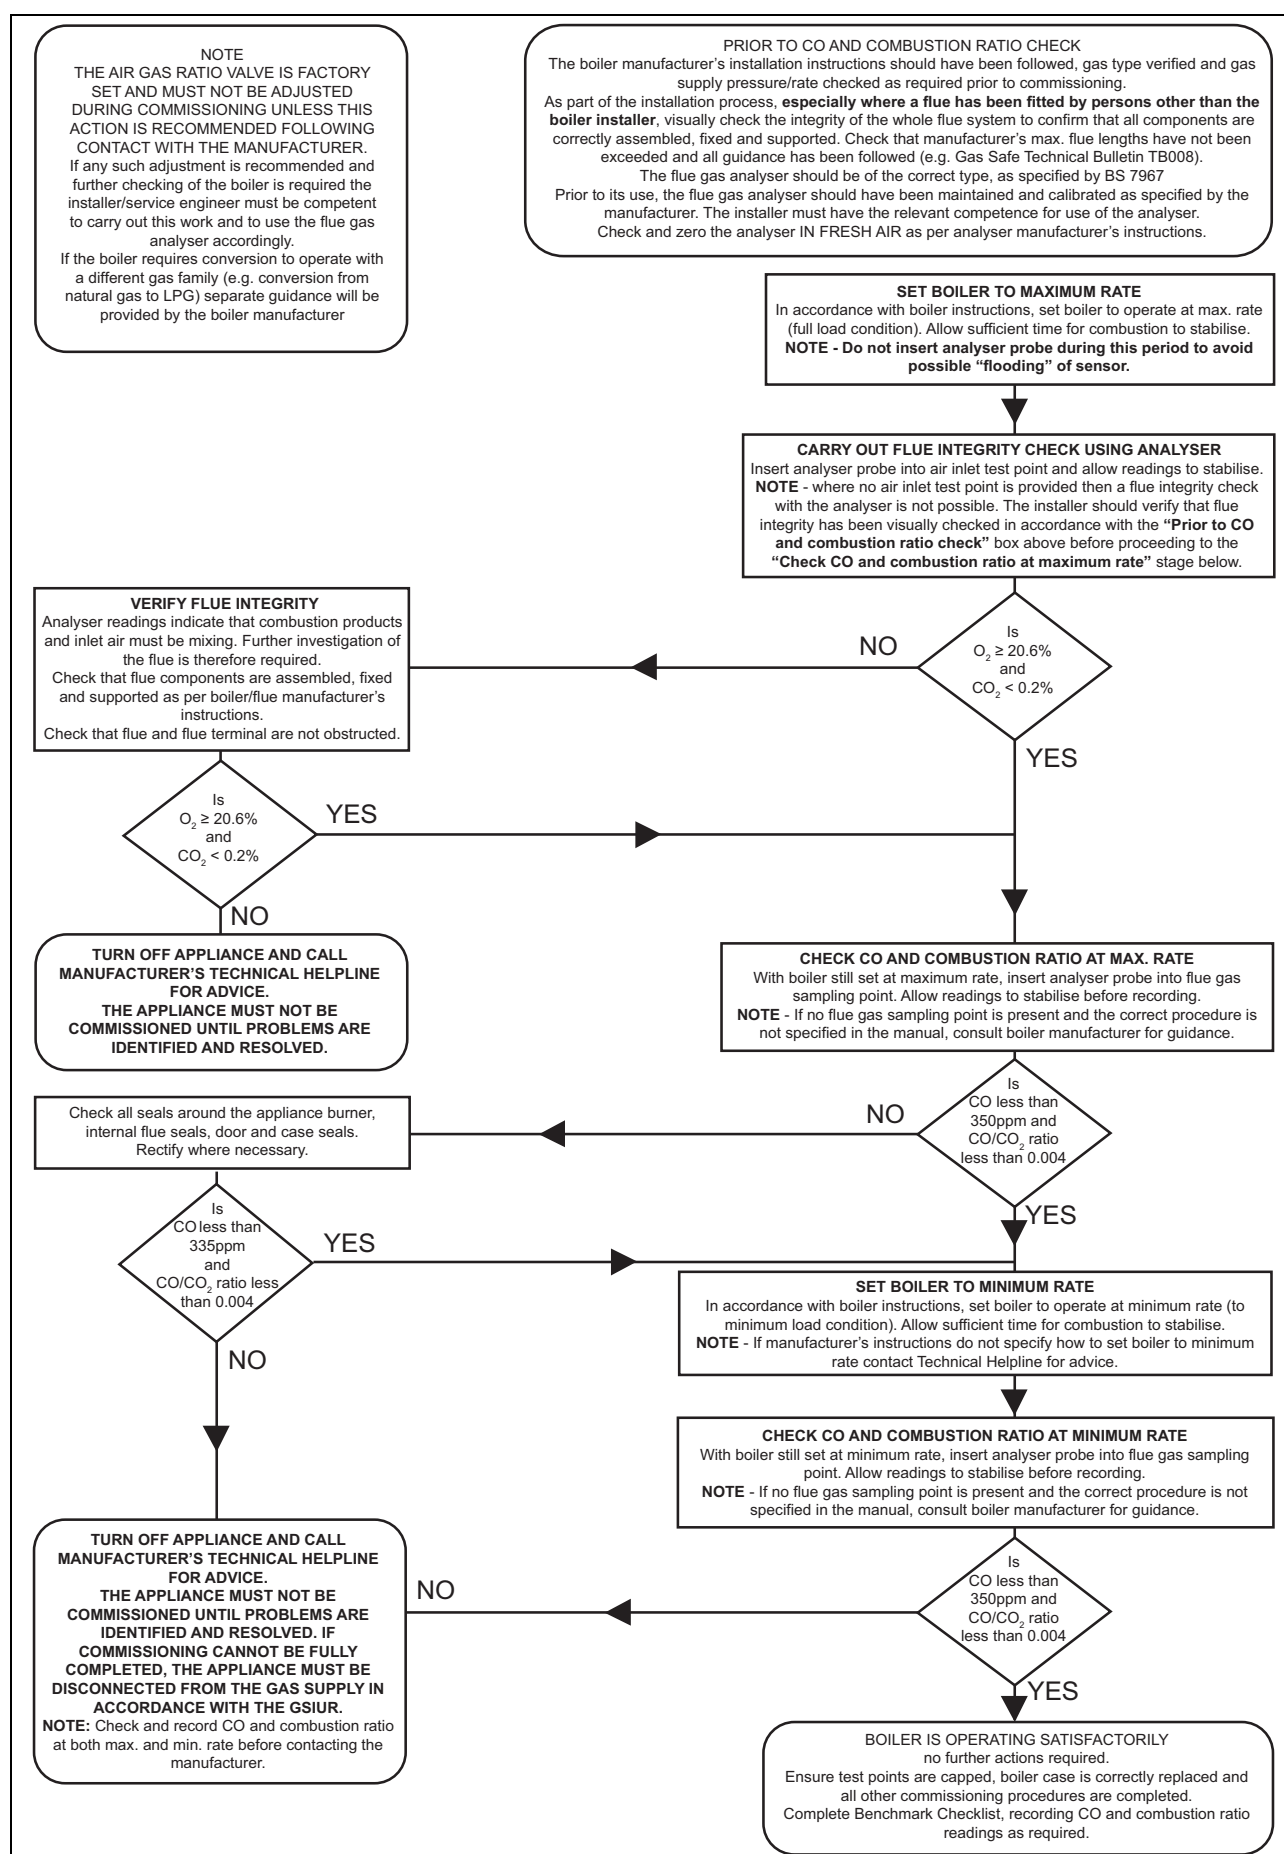 NOTE
THE AIR GAS RATIO VALVE IS FACTORY
SET AND MUST NOT BE ADJUSTED
DURING COMMISSIONING UNLESS THIS
ACTION IS RECOMMENDED FOLLOWING
CONTACT WITH THE MANUFACTURER.
If any such adjustment is recommended and
further checking of the boiler is required the
installer/service engineer must be competent
to carry out this work and to use the flue gas
analyser accordingly.
If the boiler requires conversion to operate with
a different gas family (e.g. conversion from
natural gas to LPG) separate guidance will be
provided by the boiler manufacturer
PRIOR TO CO AND COMBUSTION RATIO CHECK
The boiler manufacturer's installation instructions should have been followed, gas type verified and gas
supply pressure/rate checked as required prior to commissioning.
As part of the installation process, especially where a flue has been fitted by persons other than the
boiler installer, visually check the integrity of the whole flue system to confirm that all components are
correctly assembled, fixed and supported. Check that manufacturer's max. flue lengths have not been
exceeded and all guidance has been followed (e.g. Gas Safe Technical Bulletin TB008).
The flue gas analyser should be of the correct type, as specified by BS 7967
Prior to its use, the flue gas analyser should have been maintained and calibrated as specified by the
manufacturer. The installer must have the relevant competence for use of the analyser.
Check and zero the analyser IN FRESH AIR as per analyser manufacturer's instructions.
SET BOILER TO MAXIMUM RATE
In accordance with boiler instructions, set boiler to operate at max. rate
(full load condition). Allow sufficient time for combustion to stabilise.
NOTE - Do not insert analyser probe during this period to avoid
possible “flooding” of sensor.
CARRY OUT FLUE INTEGRITY CHECK USING ANALYSER
Insert analyser probe into air inlet test point and allow readings to stabilise.
NOTE - where no air inlet test point is provided then a flue integrity check
with the analyser is not possible. The installer should verify that flue
integrity has been visually checked in accordance with the “Prior to CO
and combustion ratio check” box above before proceeding to the
“Check CO and combustion ratio at maximum rate” stage below.
Is
O2 ≥ 20.6%
and
CO2 < 0.2%
NO
YES
VERIFY FLUE INTEGRITY
Analyser readings indicate that combustion products
and inlet air must be mixing. Further investigation of
the flue is therefore required.
Check that flue components are assembled, fixed
and supported as per boiler/flue manufacturer's
instructions.
Check that flue and flue terminal are not obstructed.
Is
O2 ≥ 20.6%
and
CO2 < 0.2%
YES
NO
TURN OFF APPLIANCE AND CALL
MANUFACTURER'S TECHNICAL HELPLINE
FOR ADVICE.
THE APPLIANCE MUST NOT BE
COMMISSIONED UNTIL PROBLEMS ARE
IDENTIFIED AND RESOLVED.
CHECK CO AND COMBUSTION RATIO AT MAX. RATE
With boiler still set at maximum rate, insert analyser probe into flue gas
sampling point. Allow readings to stabilise before recording.
NOTE - If no flue gas sampling point is present and the correct procedure is
not specified in the manual, consult boiler manufacturer for guidance.
Is
CO less than
350ppm and
CO/CO2 ratio
less than 0.004
NO
YES
Check all seals around the appliance burner,
internal flue seals, door and case seals.
Rectify where necessary.
Is
CO less than
335ppm
and
CO/CO2 ratio less
than 0.004
YES
NO
SET BOILER TO MINIMUM RATE
In accordance with boiler instructions, set boiler to operate at minimum rate (to
minimum load condition). Allow sufficient time for combustion to stabilise.
NOTE - If manufacturer's instructions do not specify how to set boiler to minimum
rate contact Technical Helpline for advice.
CHECK CO AND COMBUSTION RATIO AT MINIMUM RATE
With boiler still set at minimum rate, insert analyser probe into flue gas sampling
point. Allow readings to stabilise before recording.
NOTE - If no flue gas sampling point is present and the correct procedure is not
specified in the manual, consult boiler manufacturer for guidance.
Is
CO less than
350ppm and
CO/CO2 ratio
less than 0.004
NO
YES
TURN OFF APPLIANCE AND CALL
MANUFACTURER'S TECHNICAL HELPLINE
FOR ADVICE.
THE APPLIANCE MUST NOT BE
COMMISSIONED UNTIL PROBLEMS ARE
IDENTIFIED AND RESOLVED. IF
COMMISSIONING CANNOT BE FULLY
COMPLETED, THE APPLIANCE MUST BE
DISCONNECTED FROM THE GAS SUPPLY IN
ACCORDANCE WITH THE GSIUR.
NOTE: Check and record CO and combustion ratio
at both max. and min. rate before contacting the
manufacturer.
BOILER IS OPERATING SATISFACTORILY
no further actions required.
Ensure test points are capped, boiler case is correctly replaced and
all other commissioning procedures are completed.
Complete Benchmark Checklist, recording CO and combustion ratio
readings as required.